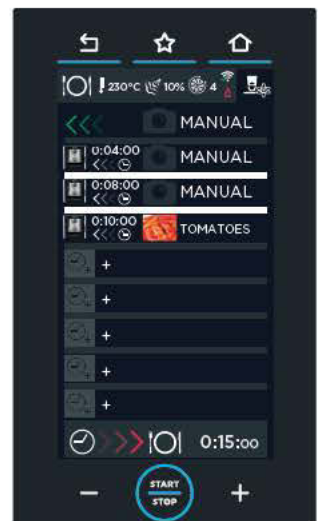 230°C 10% 4
MANUAL
0:04:00 MANUAL
0:08:00 MANUAL
0:10:00 TOMATOES
+
+
+
+
+
0:15:00
− START STOP +